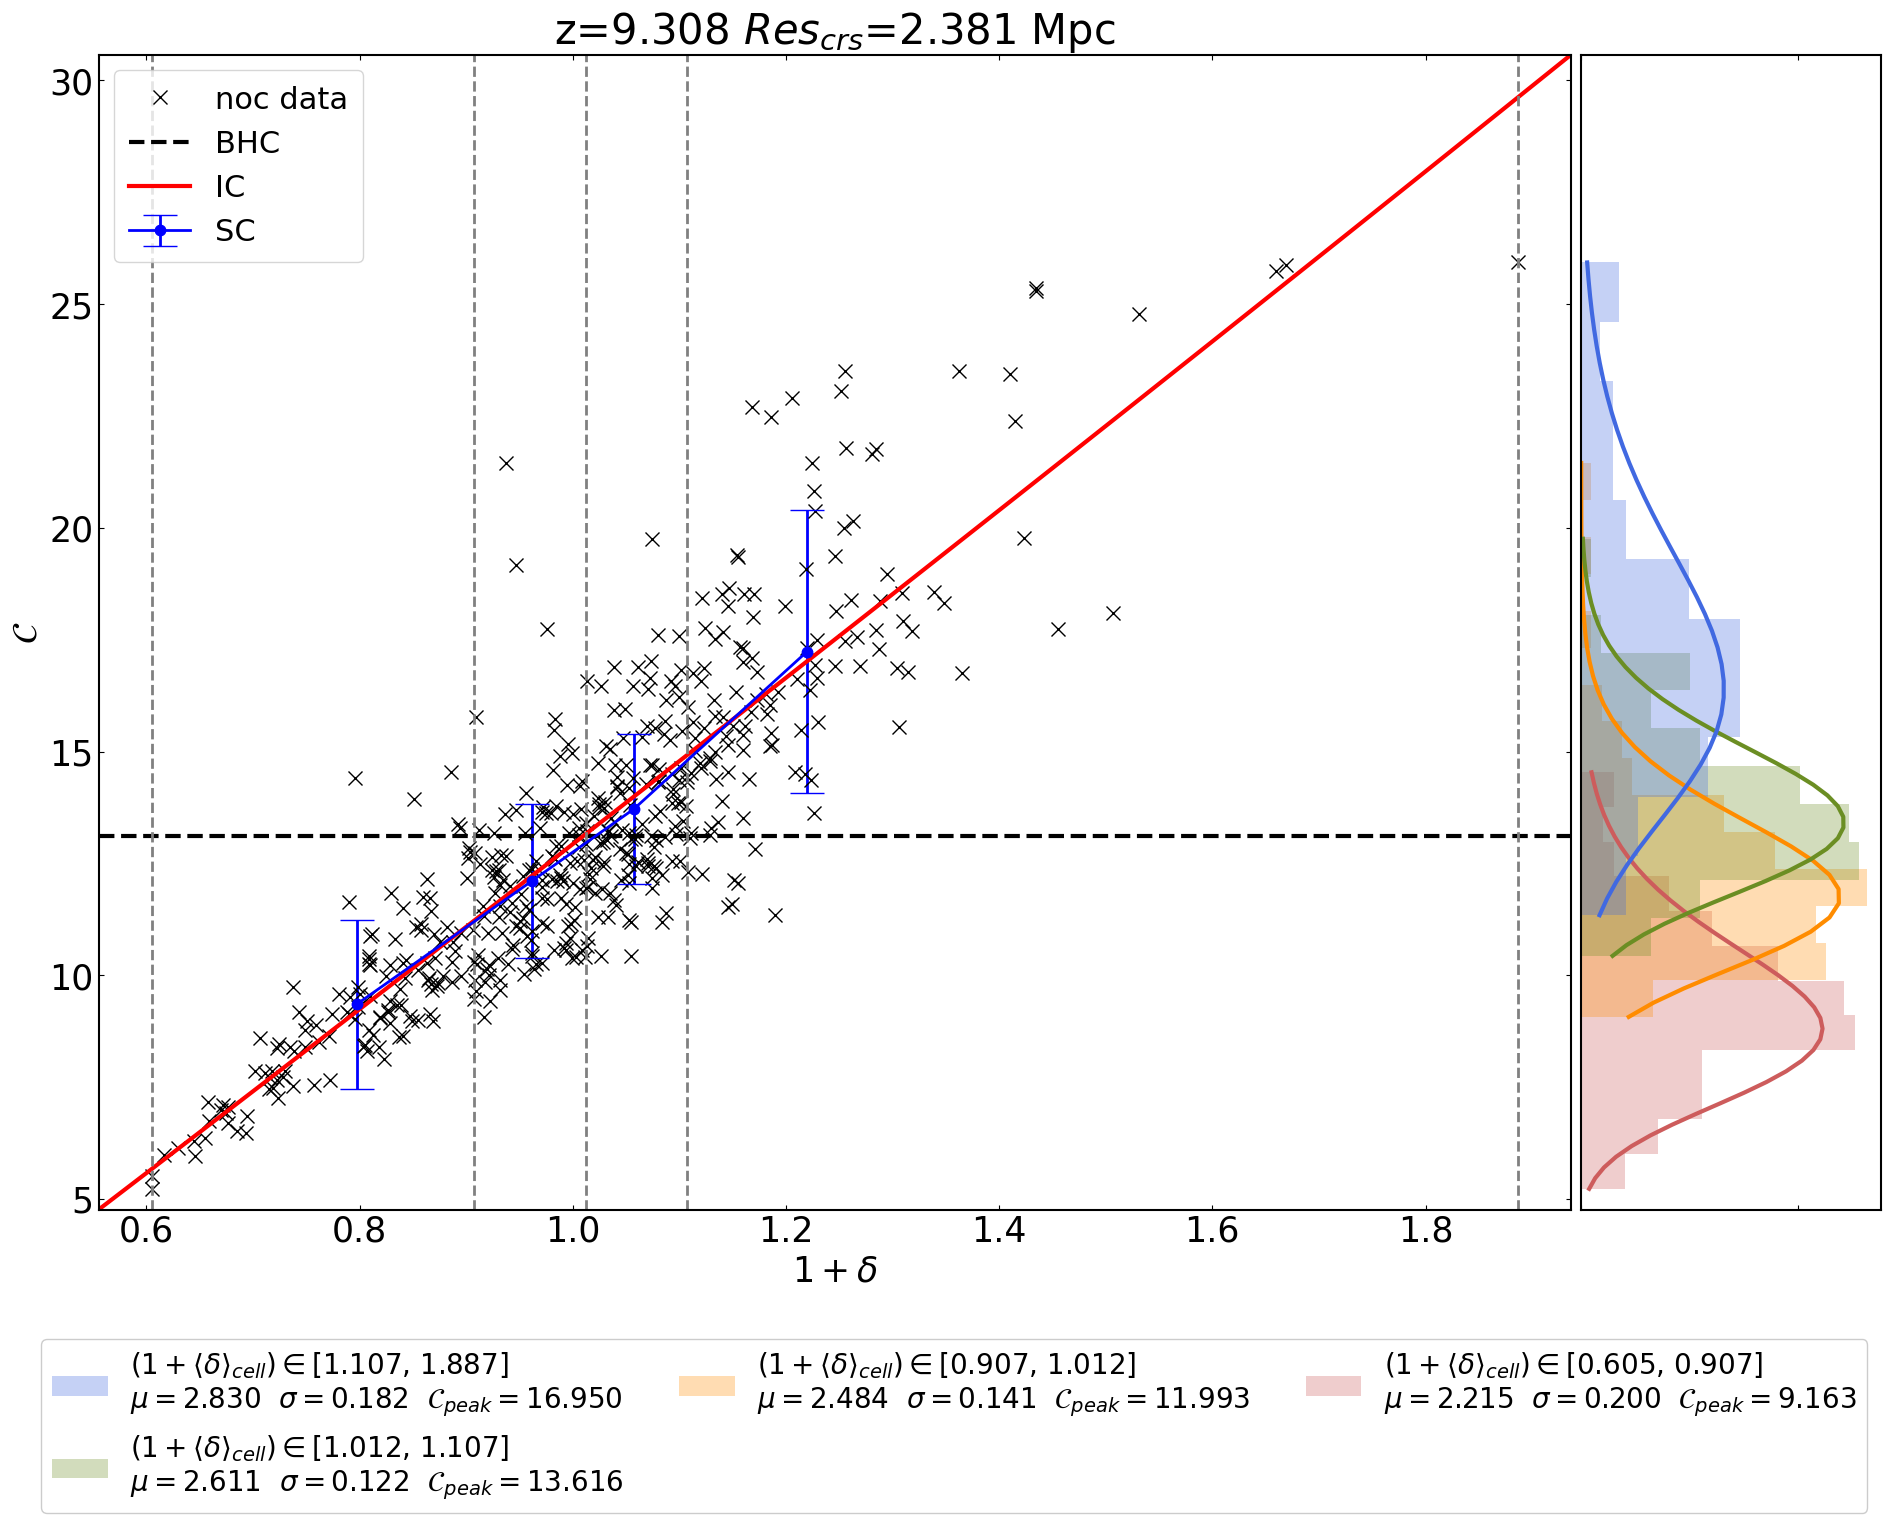 z=9.308 Res_crs=2.381 Mpc
noc data
BHC
IC
SC
30
25
20
15
10
5
𝒞
0.6 0.8 1.0 1.2 1.4 1.6 1.8
1 + δ
(1 + ⟨δ⟩_cell) ∈ [1.107, 1.887]
μ = 2.830 σ = 0.182 𝒞_peak = 16.950
(1 + ⟨δ⟩_cell) ∈ [1.012, 1.107]
μ = 2.611 σ = 0.122 𝒞_peak = 13.616
(1 + ⟨δ⟩_cell) ∈ [0.907, 1.012]
μ = 2.484 σ = 0.141 𝒞_peak = 11.993
(1 + ⟨δ⟩_cell) ∈ [0.605, 0.907]
μ = 2.215 σ = 0.200 𝒞_peak = 9.163